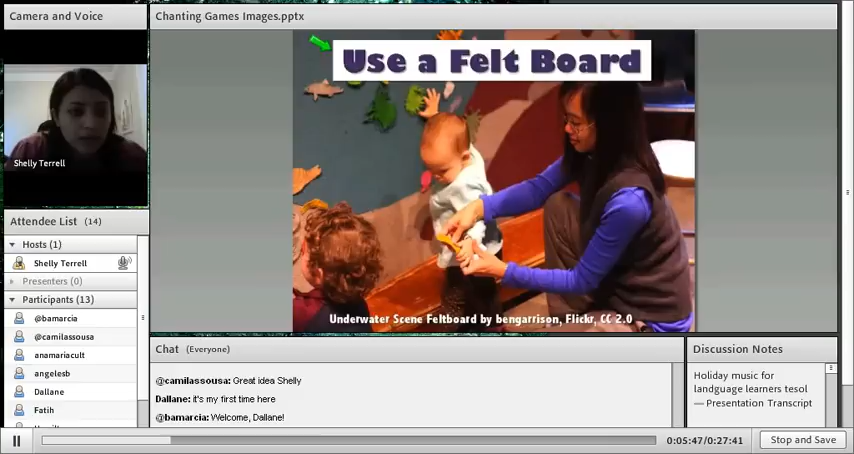 Camera and Voice
Chanting Games Images.pptx
Use a Felt Board
Shelly Terrell
Attendee List (14)
Hosts (1)
Shelly Terrell
Presenters (0)
Participants (13)
@bamarcia
@camilassousa
anamariacult
angelesb
Dallane
Fatih
Underwater Scene Feltboard by bengarrison, Flickr, CC 2.0
Chat (Everyone)
@camilassousa: Great idea Shelly
Dallane: it's my first time here
@bamarcia: Welcome, Dallane!
Discussion Notes
Holiday music for
landguage learners tesol
— Presentation Transcript
0:05:47/0:27:41
Stop and Save